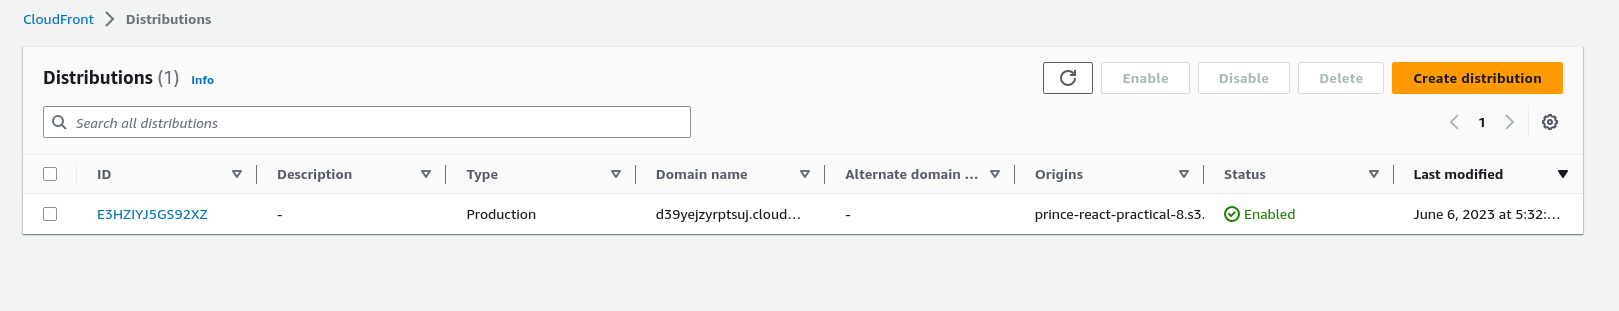 CloudFront Distributions
Distributions (1) Info
Enable Disable Delete Create distribution
Search all distributions
1
ID Description Type Domain name Alternate domain ... Origins Status Last modified
E3HZIYJ5GS92XZ - Production d39yejzyrptsuj.cloud... - prince-react-practical-8.s3. Enabled June 6, 2023 at 5:32:...